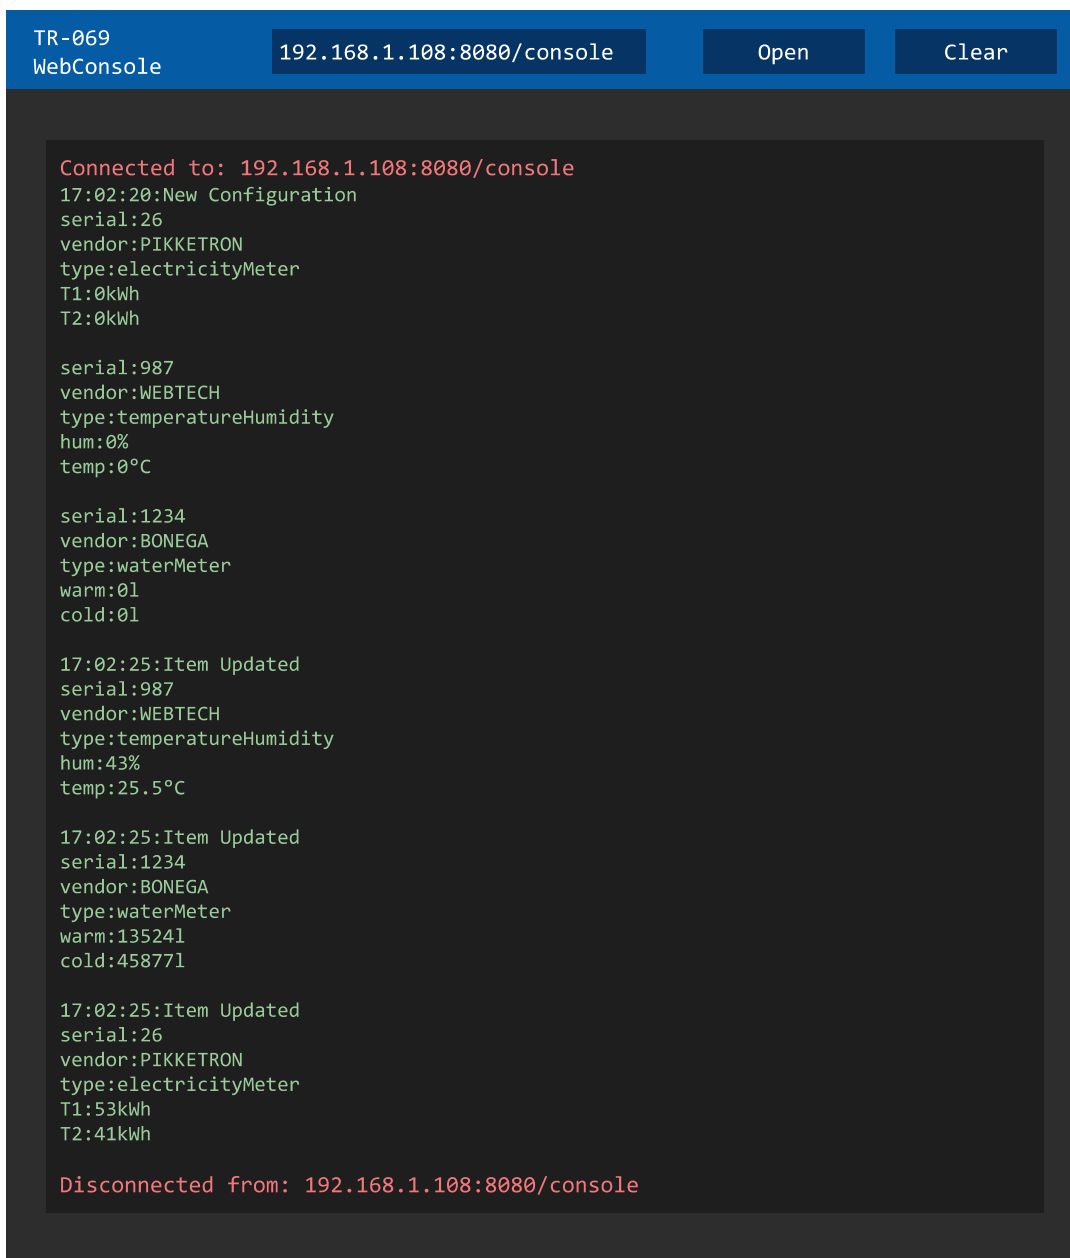 TR-069
WebConsole
192.168.1.108:8080/console
Open
Clear
Connected to: 192.168.1.108:8080/console
17:02:20:New Configuration
serial:26
vendor:PIKKETRON
type:electricityMeter
T1:0kWh
T2:0kWh
serial:987
vendor:WEBTECH
type:temperatureHumidity
hum:0%
temp:0°C
serial:1234
vendor:BONEGA
type:waterMeter
warm:0l
cold:0l
17:02:25:Item Updated
serial:987
vendor:WEBTECH
type:temperatureHumidity
hum:43%
temp:25.5°C
17:02:25:Item Updated
serial:1234
vendor:BONEGA
type:waterMeter
warm:13524l
cold:45877l
17:02:25:Item Updated
serial:26
vendor:PIKKETRON
type:electricityMeter
T1:53kWh
T2:41kWh
Disconnected from: 192.168.1.108:8080/console